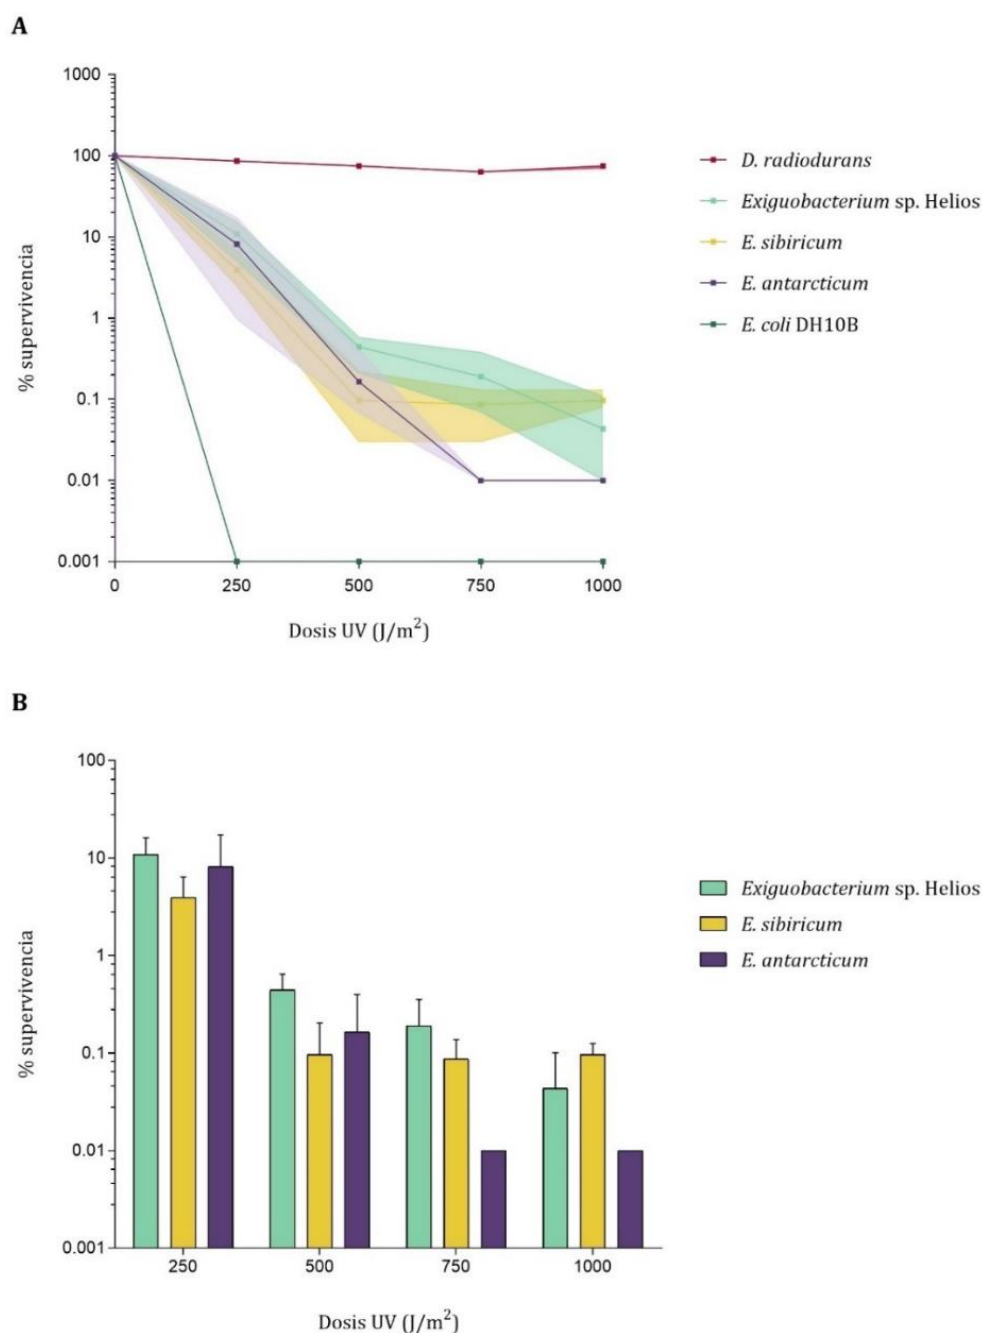 A
1000
100
10
1
0.1
0.01
0.001
% supervivencia
0
250
500
750
1000
Dosis UV (J/m²)
D. radiodurans
Exiguobacterium sp. Helios
E. sibiricum
E. antarcticum
E. coli DH10B
B
100
10
1
0.1
0.01
0.001
% supervivencia
250
500
750
1000
Dosis UV (J/m²)
Exiguobacterium sp. Helios
E. sibiricum
E. antarcticum